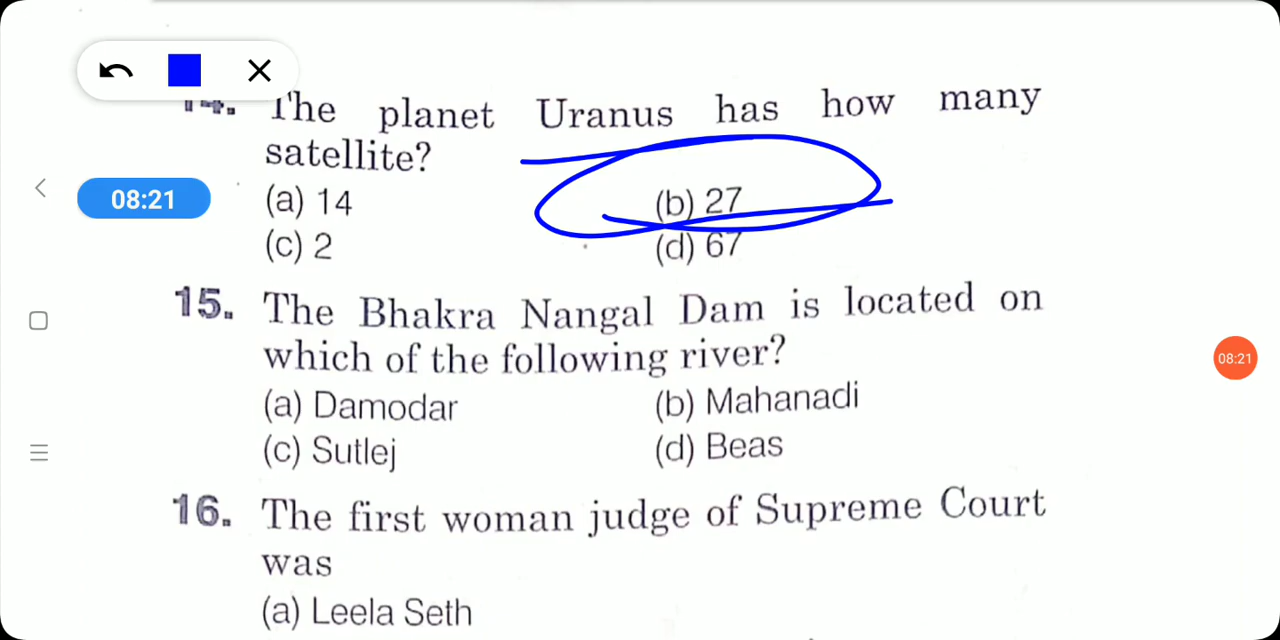 14. The planet Uranus has how many
satellite?
08:21
(a) 14 (b) 27
(c) 2 (d) 67
15. The Bhakra Nangal Dam is located on
which of the following river?
08:21
(a) Damodar (b) Mahanadi
(c) Sutlej (d) Beas
16. The first woman judge of Supreme Court
was
(a) Leela Seth